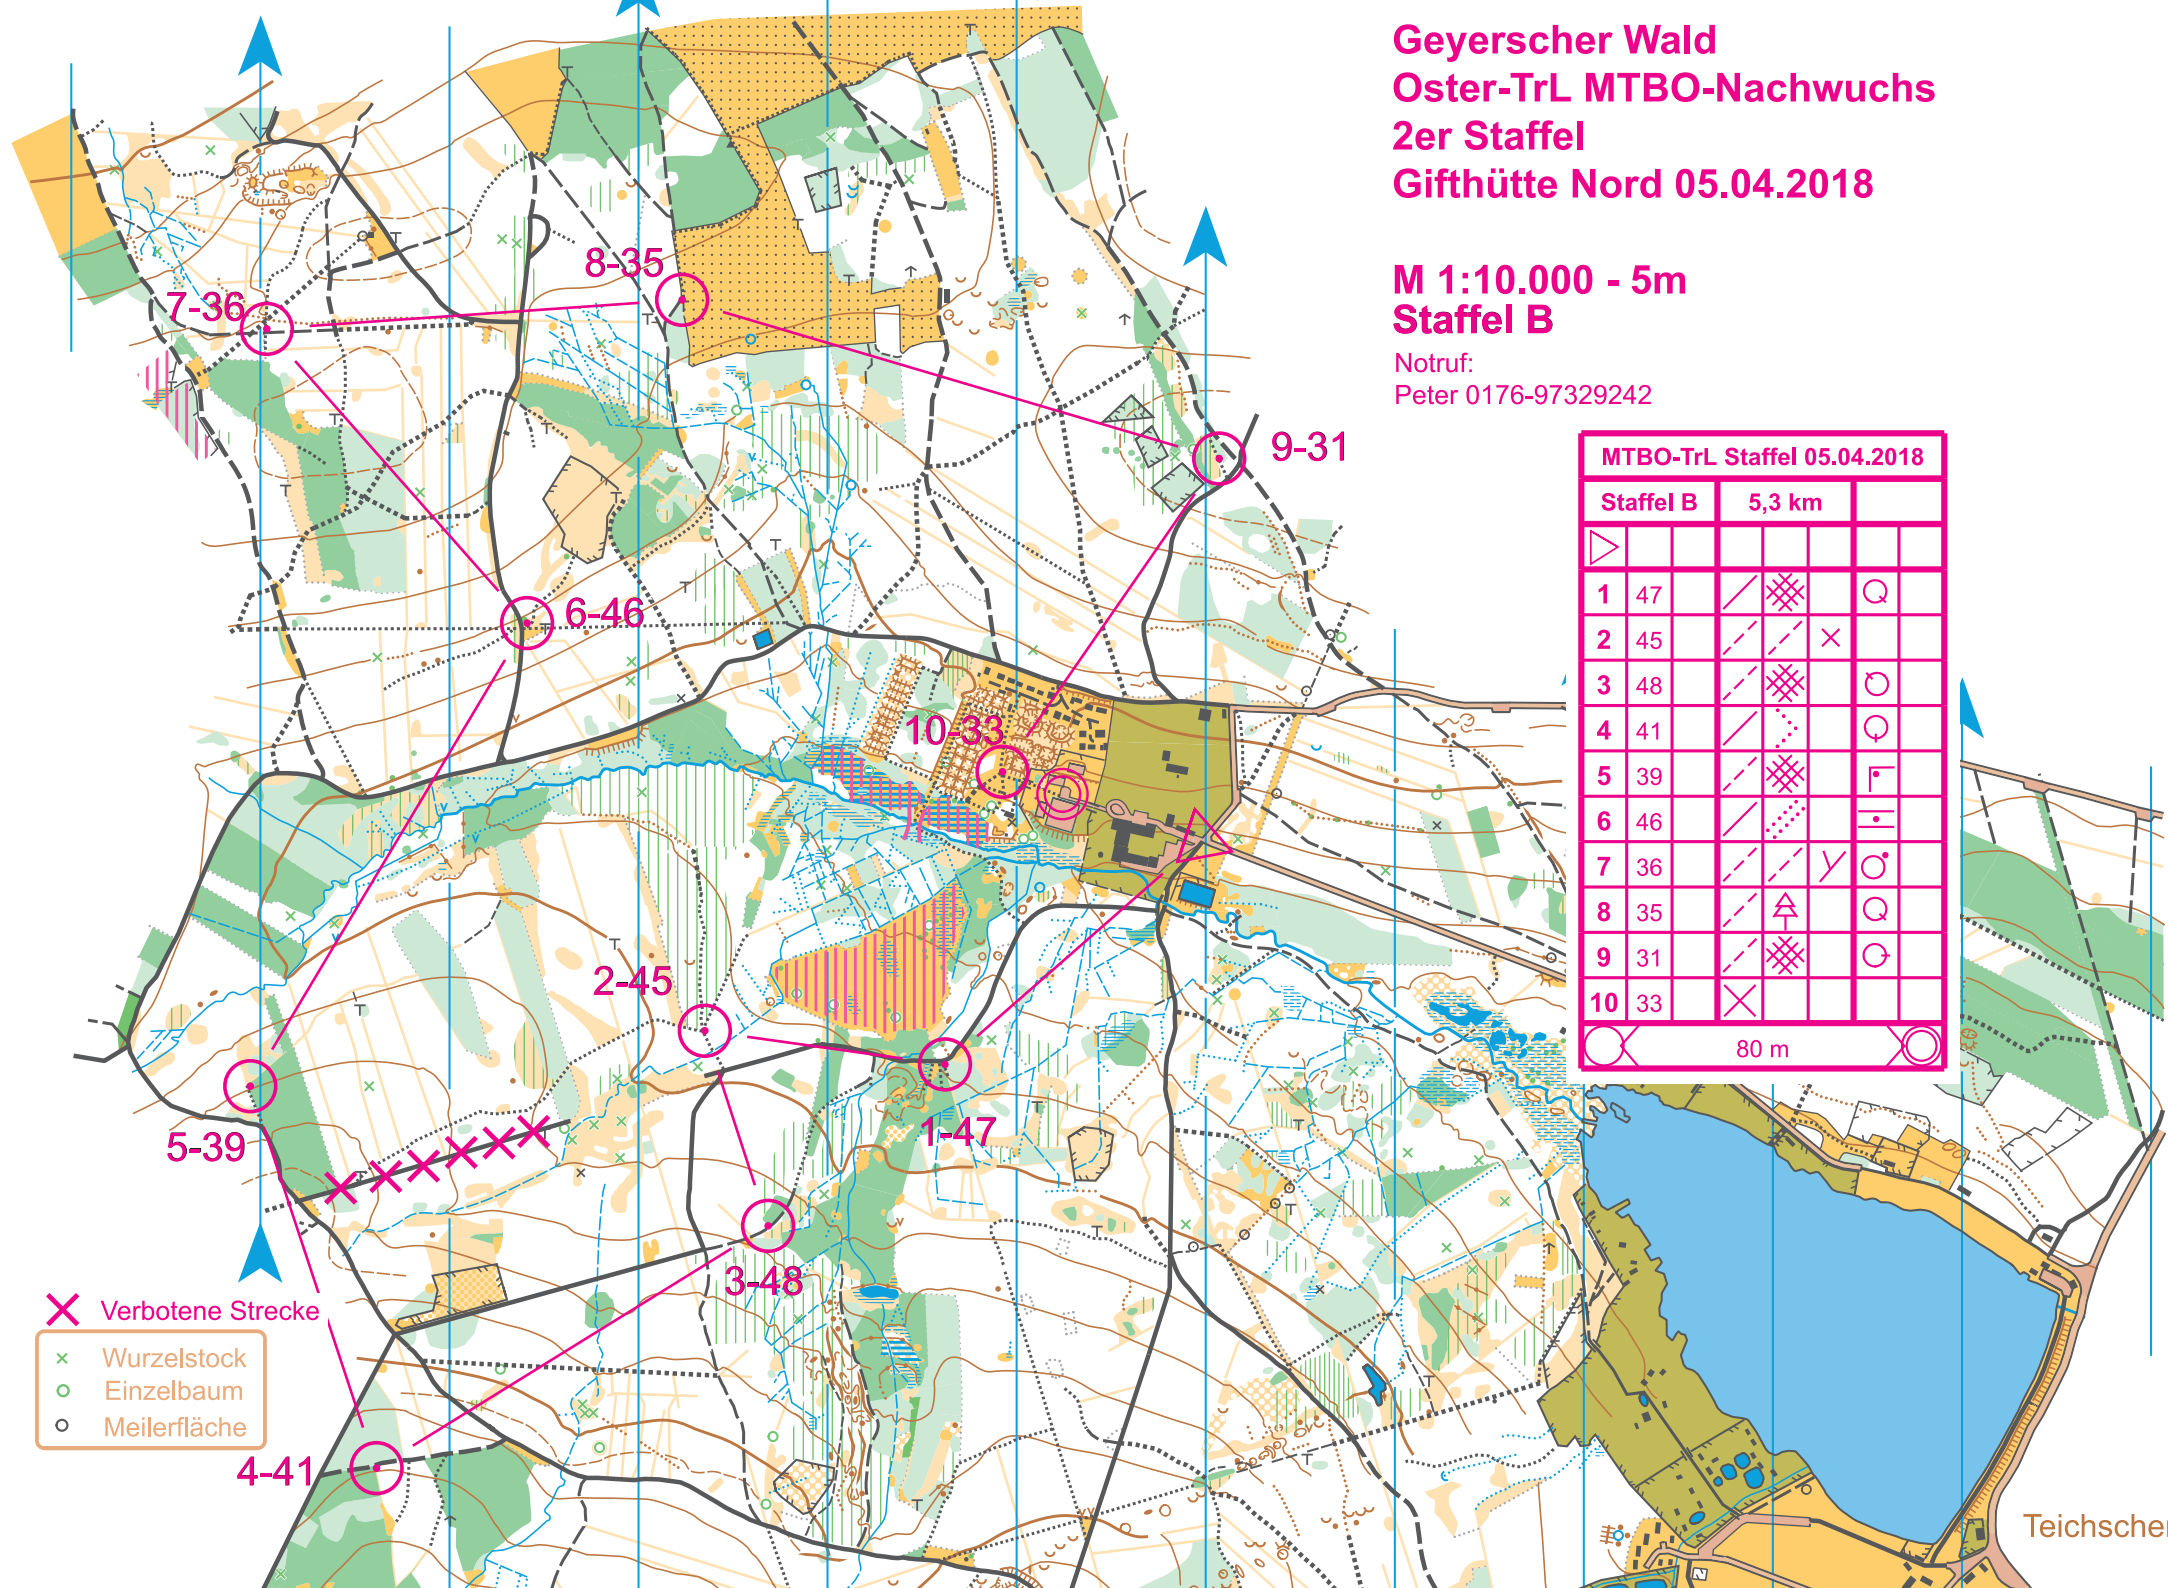 Geyerscher Wald
Oster-TrL MTBO-Nachwuchs
2er Staffel
Gifthütte Nord 05.04.2018
M 1:10.000 - 5m
Staffel B
Notruf:
Peter 0176-97329242
8-35
7-36
9-31
6-46
10-33
2-45
1-47
5-39
3-48
4-41
MTBO-TrL Staffel 05.04.2018
Staffel B 5,3 km
1 47
2 45
3 48
4 41
5 39
6 46
7 36
8 35
9 31
10 33
80 m
Verbotene Strecke
Wurzelstock
Einzelbaum
Meilerfläche